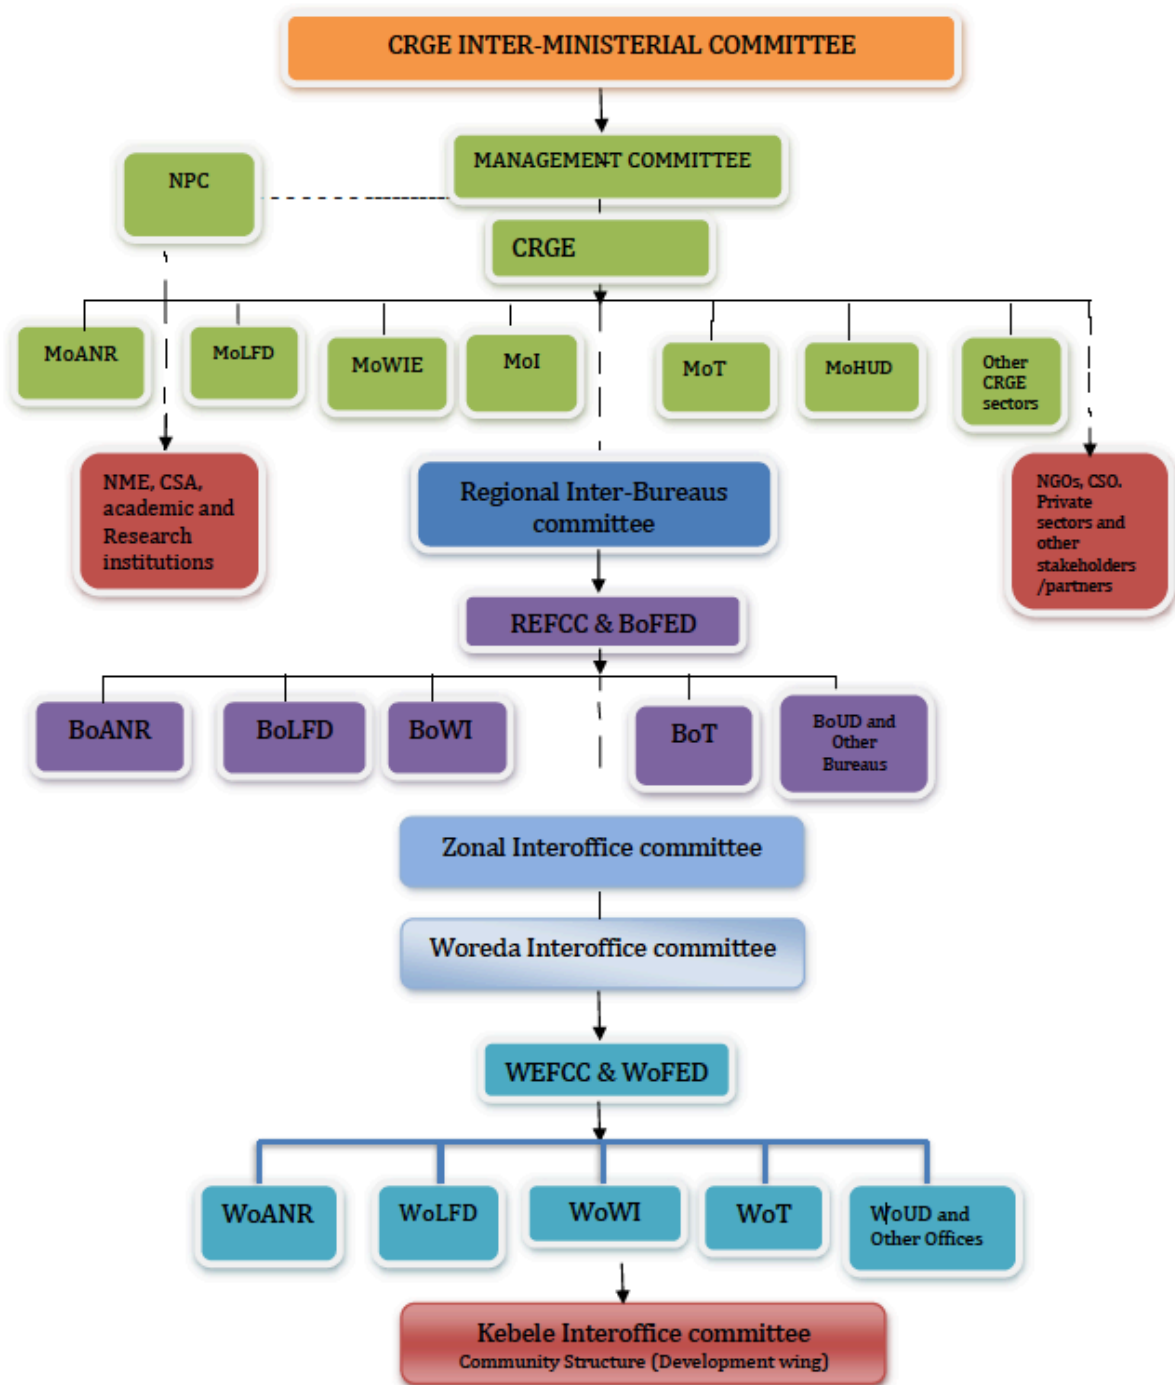 CRGE INTER-MINISTERIAL COMMITTEE
MANAGEMENT COMMITTEE
NPC
CRGE
MoANR
MoLFD
MoWIE
MoI
MoT
MoHUD
Other
CRGE
sectors
NME, CSA,
academic and
Research
institutions
Regional Inter-Bureaus
committee
NGOs, CSO.
Private
sectors and
other
stakeholders
/partners
REFCC & BoFED
BoANR
BoLFD
BoWI
BoT
BoUD and
Other
Bureaus
Zonal Interoffice committee
Woreda Interoffice committee
WEFCC & WoFED
WoANR
WoLFD
WoWI
WoT
WoUD and
Other Offices
Kebele Interoffice committee
Community Structure (Development wing)